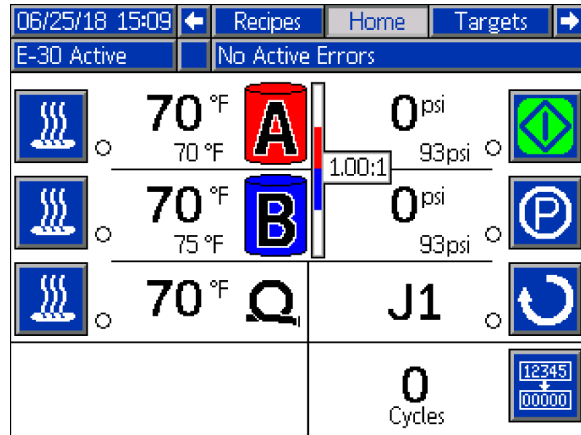 06/25/18 15:09 Recipes Home Targets
E-30 Active No Active Errors
70 °F A 0 psi
70 °F 93psi
1.00:1
70 °F B 0 psi P
75 °F 93psi
70 °F J1
0 12345
Cycles 00000